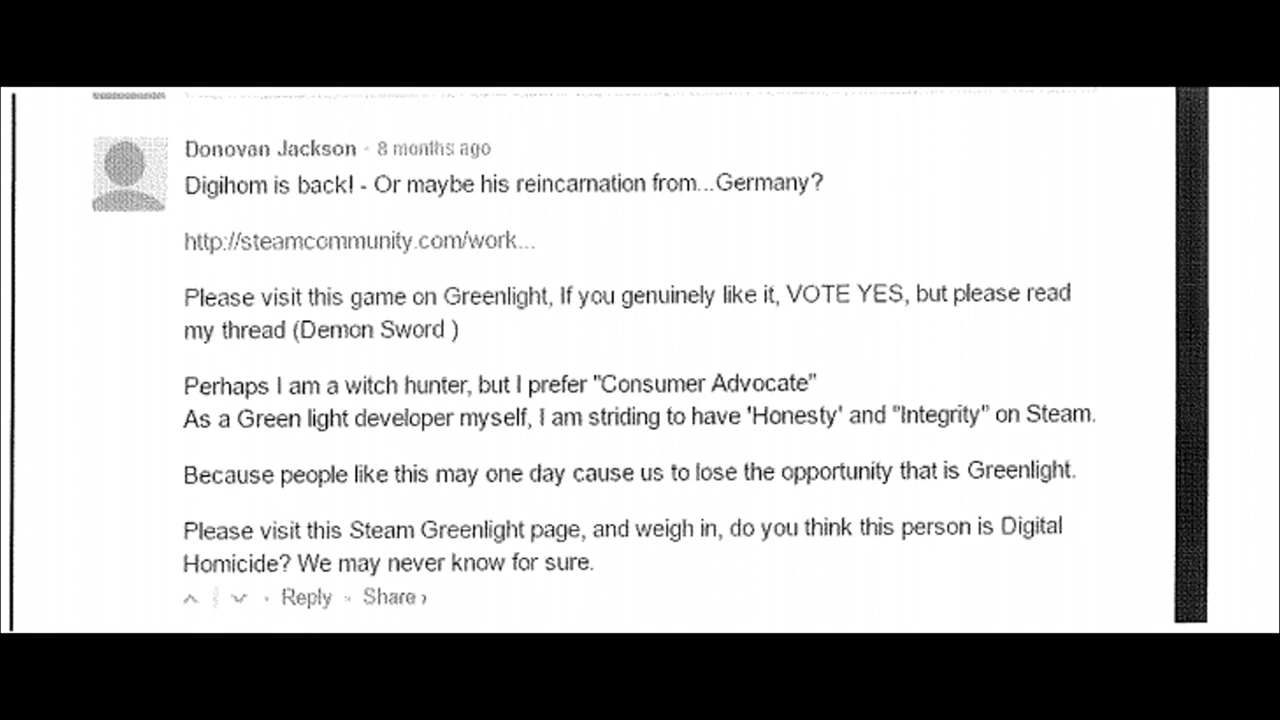 Donovan Jackson · 8 months ago
Digihom is back! - Or maybe his reincarnation from...Germany?
http://steamcommunity.com/work...
Please visit this game on Greenlight, If you genuinely like it, VOTE YES, but please read
my thread (Demon Sword )
Perhaps I am a witch hunter, but I prefer "Consumer Advocate"
As a Green light developer myself, I am striding to have 'Honesty' and "Integrity" on Steam.
Because people like this may one day cause us to lose the opportunity that is Greenlight.
Please visit this Steam Greenlight page, and weigh in, do you think this person is Digital
Homicide? We may never know for sure.
· Reply · Share ›